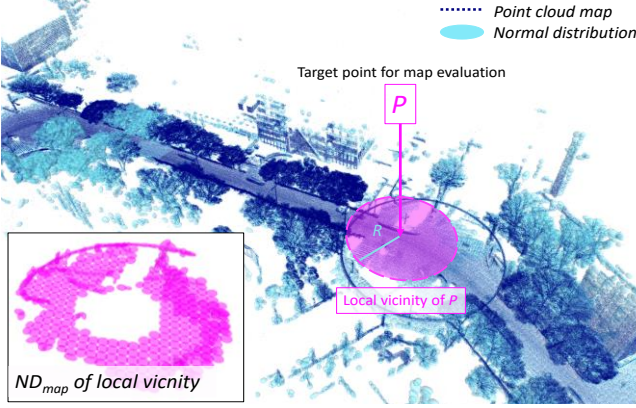 Point cloud map
Normal distribution
Target point for map evaluation
P
R
Local vicinity of P
ND_map of local vicnity